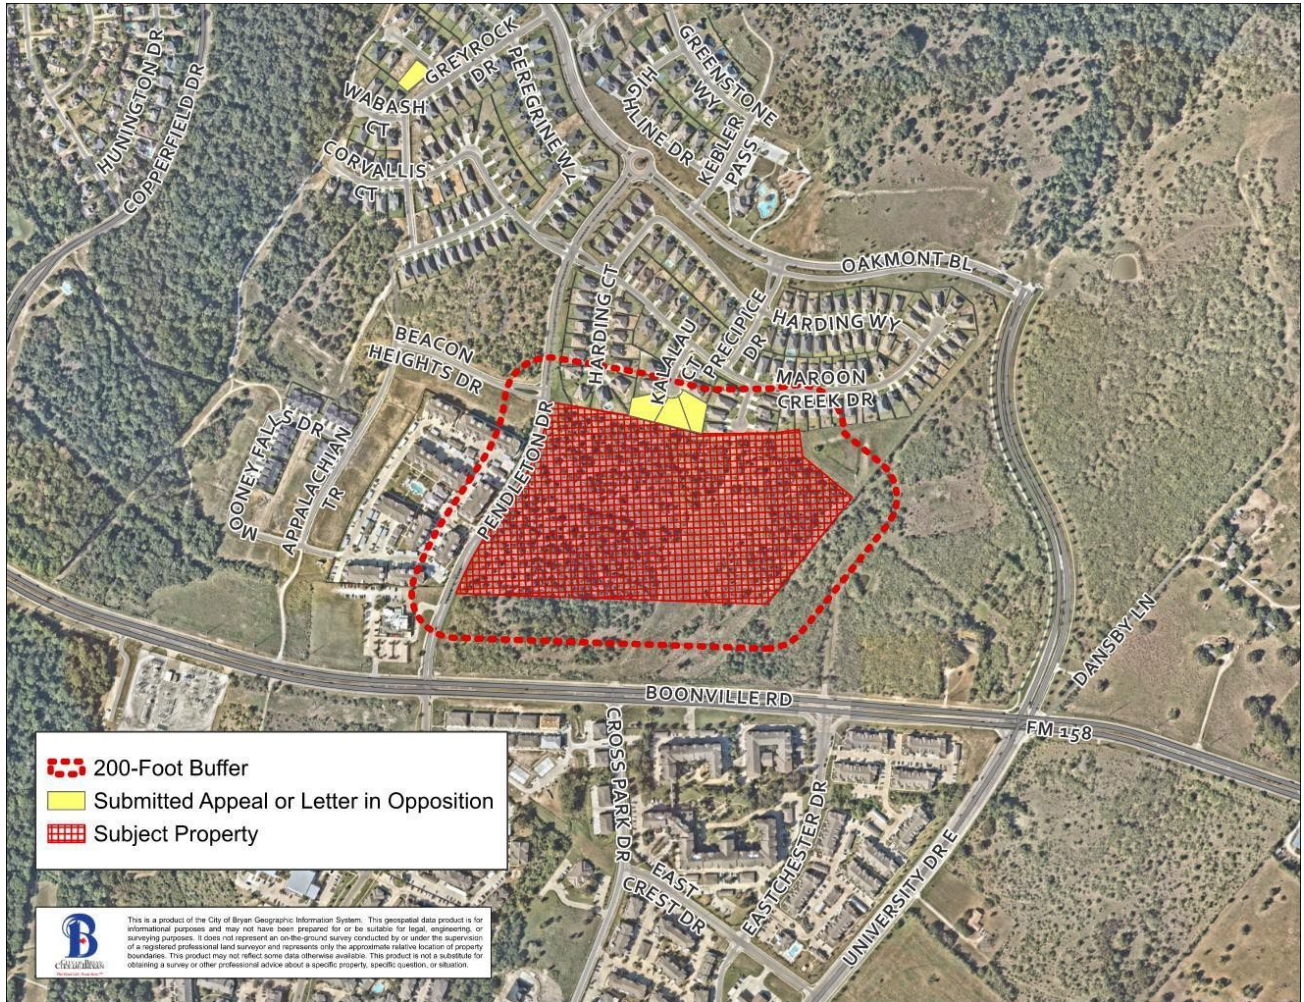 HUNINGTON DR
COPPERFIELD DR
GREYROCK
DR
WABASH
CT
CORVALLIS
CT
PEREGRINE WY
HIG
HLINE DR
GREENSTONE
WY
KEBLER
PASS
OAKMONT BL
HARDING CT
KALALAU
CT
PRECIPICE
DR
HARDING WY
MAROON
CREEK DR
BEACON
HEIGHTS DR
MOONEY FALLS DR
APPALACHIAN
TR
PENDLETON DR
DANSBY LN
BOONVILLE RD
FM 158
CROSS PARK DR
EAST
CREST DR
EASTCHESTER DR
UNIVERSITY DR E
200-Foot Buffer
Submitted Appeal or Letter in Opposition
Subject Property
B
CITY OF BRYAN
This is a product of the City of Bryan Geographic Information System. This geospatial data product is for
informational purposes and may not have been prepared for or be suitable for legal, engineering, or
surveying purposes. It does not represent an on-the-ground survey conducted by or under the supervision
of a registered professional land surveyor and represents only the approximate relative location of property
boundaries. This product may not reflect some data otherwise available. This product is not a substitute for
obtaining a survey or other professional advice about a specific property, specific question, or situation.